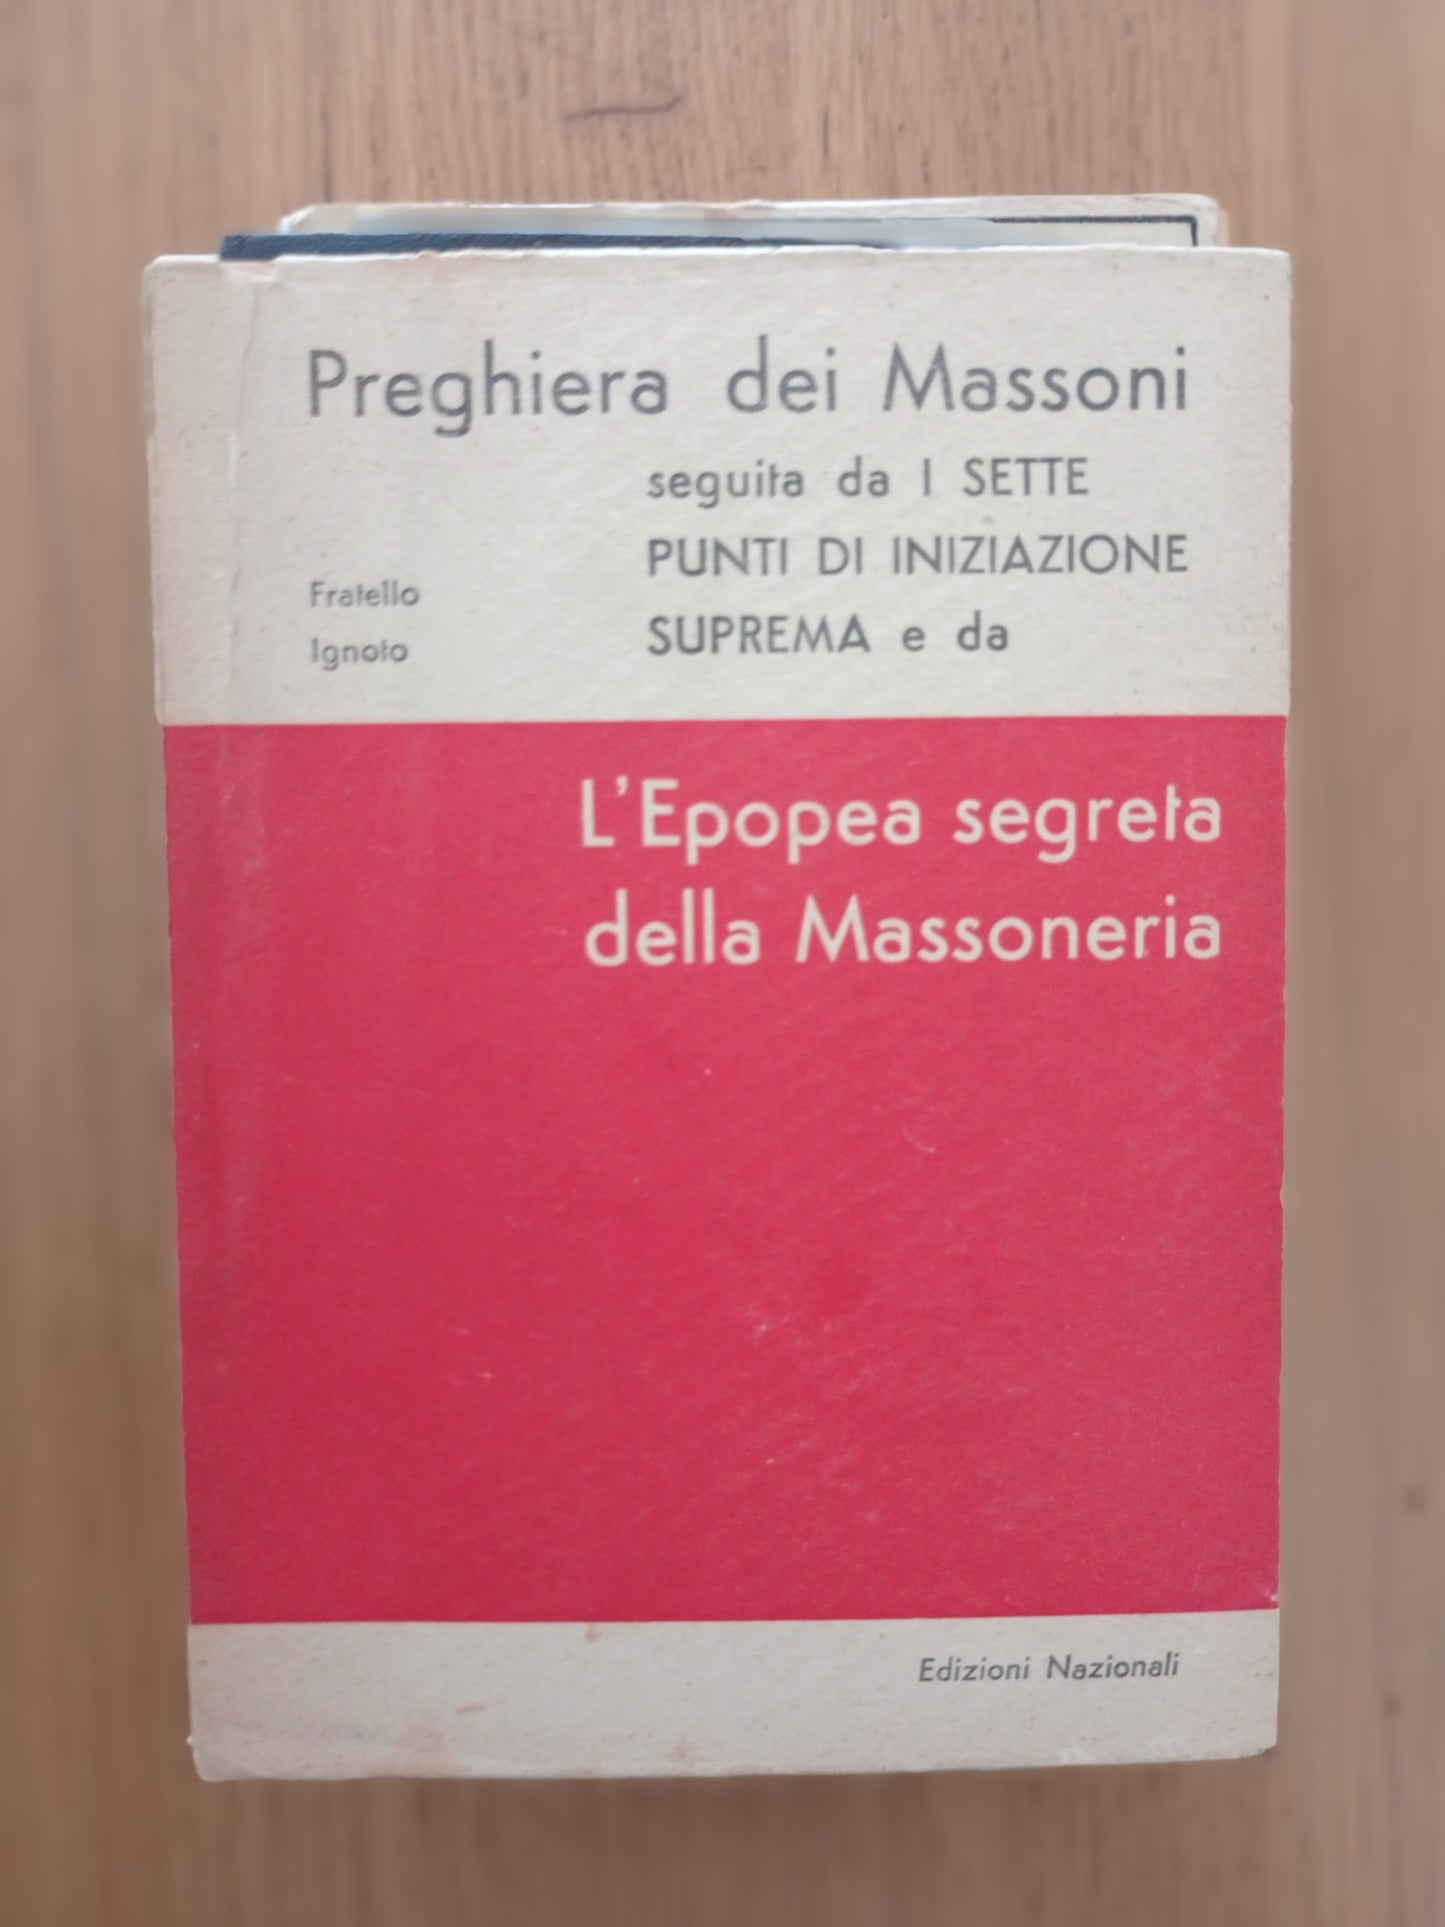 Preghiera dei Massoni
seguita da I SETTE
PUNTI DI INIZIAZIONE
SUPREMA e da
Fratello
Ignoto
L'Epopea segreta
della Massoneria
Edizioni Nazionali